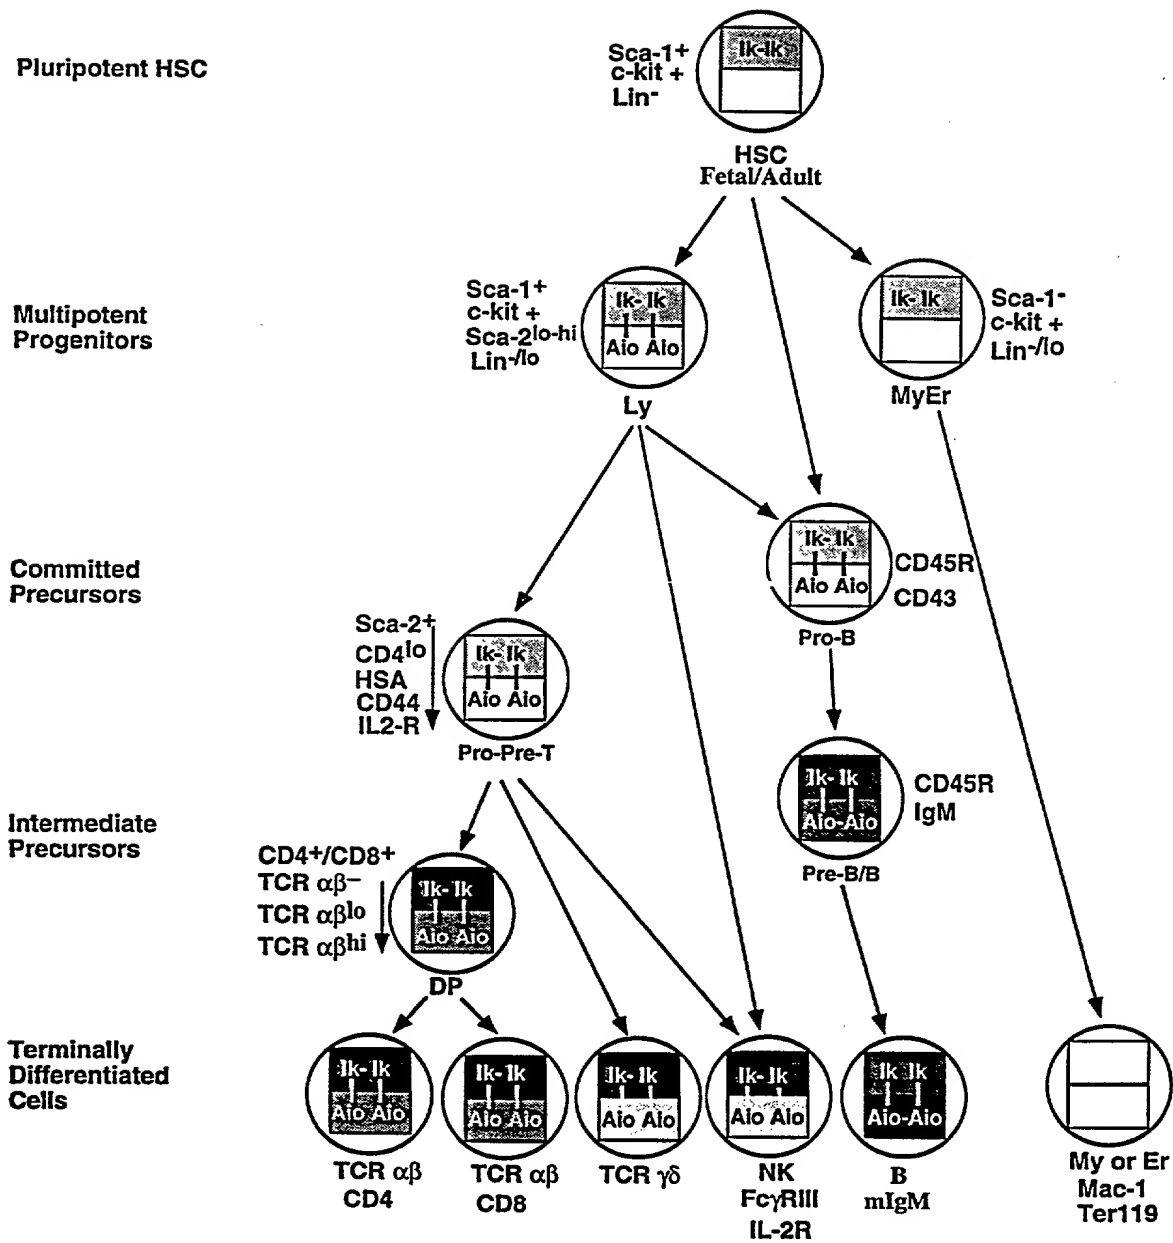 Pluripotent HSC
Sca-1+
c-kit +
Lin-
Ik-Ik
HSC
Fetal/Adult
Multipotent
Progenitors
Sca-1+
c-kit +
Sca-2lo-hi
Lin-/lo
Ik- Ik
Aio Aio
Ly
Ik- Ik
MyEr
Sca-1-
c-kit +
Lin-/lo
Committed
Precursors
Ik- Ik
Aio Aio
Pro-B
CD45R
CD43
Sca-2+
CD4lo
HSA
CD44
IL2-R
Ik- Ik
Aio Aio
Pro-Pre-T
Intermediate
Precursors
Ik- Ik
Aio-Aio
Pre-B/B
CD45R
IgM
CD4+/CD8+
TCR αβ–
TCR αβlo
TCR αβhi
Ik- Ik
Aio Aio
DP
Terminally
Differentiated
Cells
Ik- Ik
Aio Aio
TCR αβ
CD4
Ik- Ik
Aio Aio
TCR αβ
CD8
Ik- Ik
Aio Aio
TCR γδ
Ik- Ik
Aio Aio
NK
FcγRIII
IL-2R
Ik Ik
Aio-Aio
B
mIgM
My or Er
Mac-1
Ter119